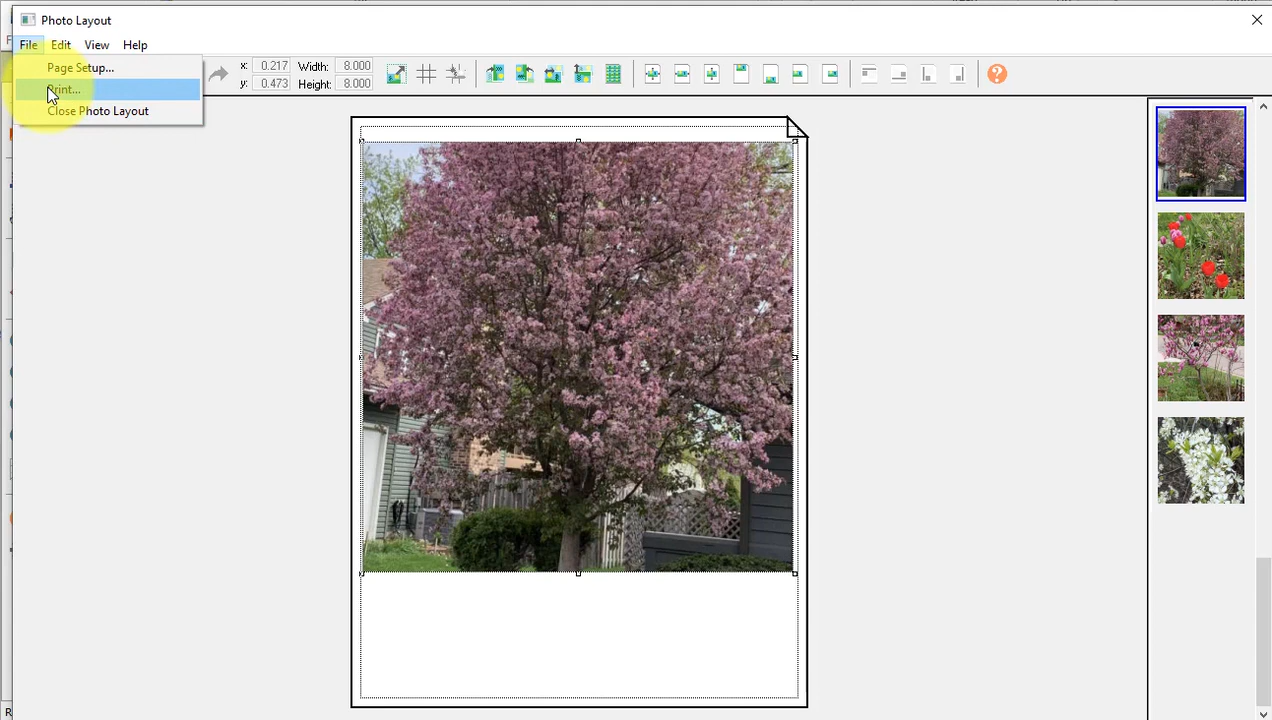 Photo Layout
File Edit View Help
Page Setup...
Print...
Close Photo Layout
x: 0.217 Width: 8.000
y: 0.473 Height: 8.000
?
R